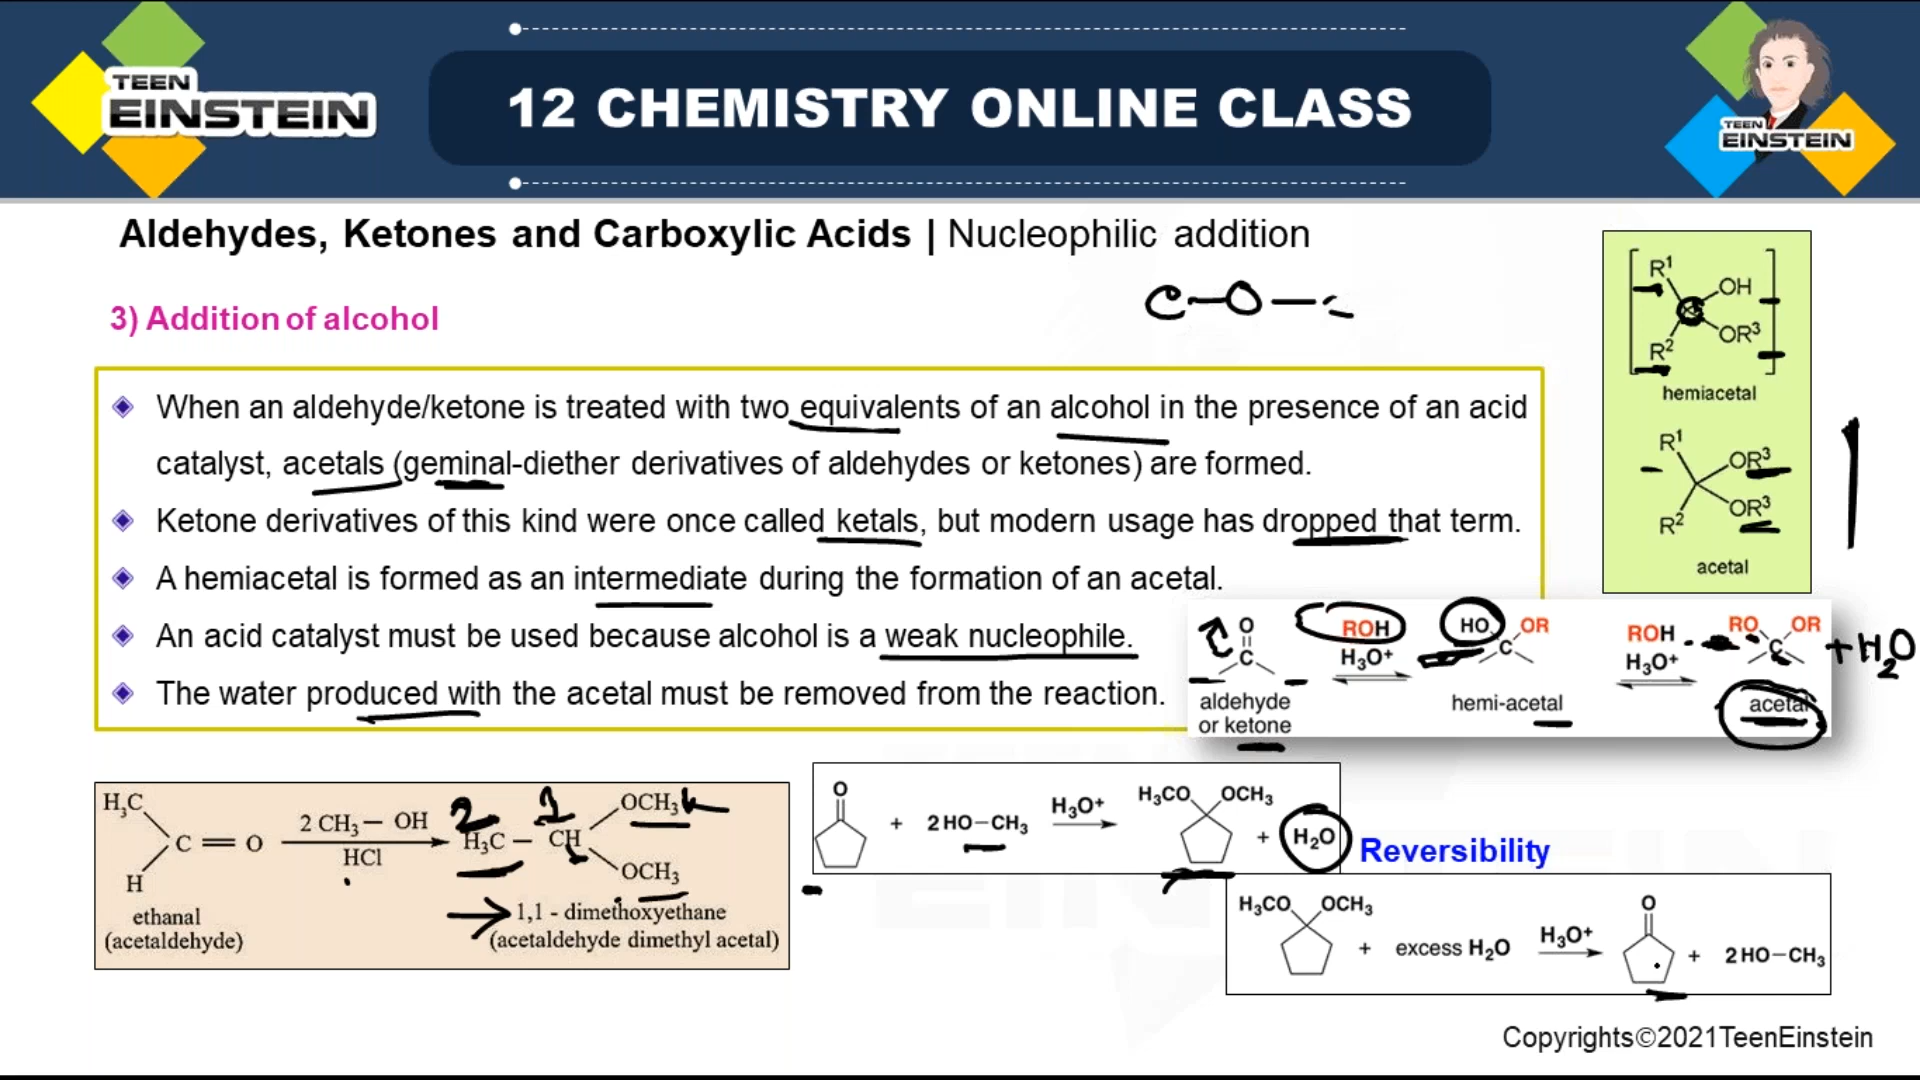 TEEN
EINSTEIN
12 CHEMISTRY ONLINE CLASS
TEEN
EINSTEIN
Aldehydes, Ketones and Carboxylic Acids | Nucleophilic addition
3) Addition of alcohol
C-O-
When an aldehyde/ketone is treated with two equivalents of an alcohol in the presence of an acid
catalyst, acetals (geminal-diether derivatives of aldehydes or ketones) are formed.
Ketone derivatives of this kind were once called ketals, but modern usage has dropped that term.
A hemiacetal is formed as an intermediate during the formation of an acetal.
An acid catalyst must be used because alcohol is a weak nucleophile.
The water produced with the acetal must be removed from the reaction.
R¹
OH
OR³
R²
hemiacetal
R¹
OR³
OR³
R²
acetal
O
C
aldehyde
or ketone
ROH
H₃O⁺
HO OR
C
hemi-acetal
ROH
H₃O⁺
RO OR
C
acetal
+H₂O
H₃C
C = O
H
ethanal
(acetaldehyde)
2 CH₃ — OH
HCl
2 1
OCH₃
H₃C — CH
OCH₃
1,1 - dimethoxyethane
(acetaldehyde dimethyl acetal)
O
+ 2 HO−CH₃
H₃O⁺
H₃CO OCH₃
+ H₂O
Reversibility
H₃CO OCH₃
+ excess H₂O
H₃O⁺
O
+ 2 HO−CH₃
Copyrights©2021TeenEinstein